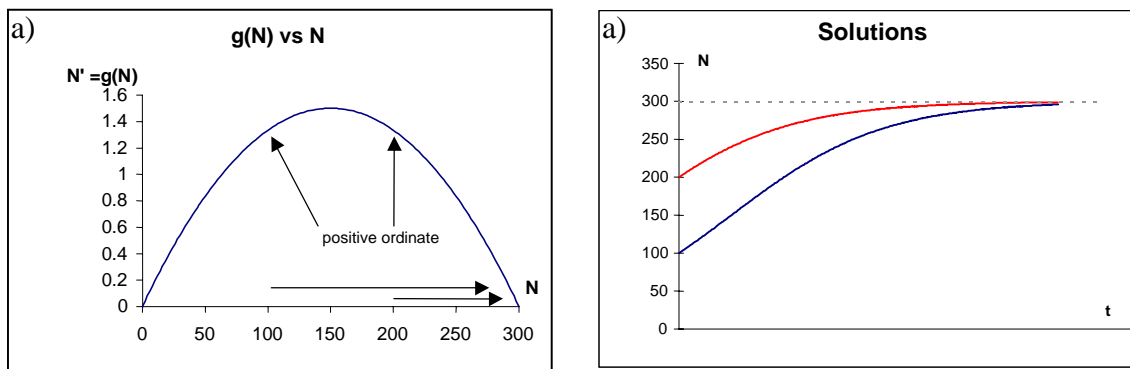 a)
g(N) vs N
N' =g(N)
1.6
1.4
1.2
1
0.8
0.6
0.4
0.2
0
positive ordinate
N
0 50 100 150 200 250 300
a)
Solutions
N
350
300
250
200
150
100
50
0
t